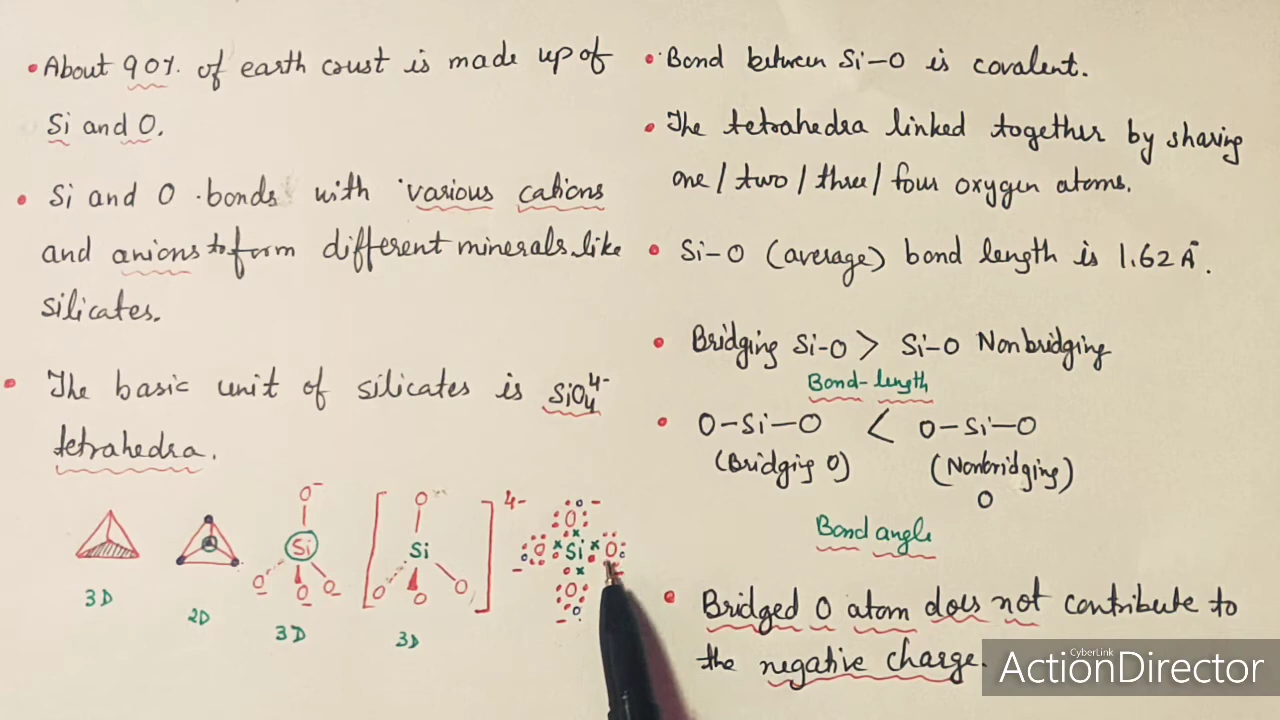 • About 90% of earth coust is made up of
Si and O.
• Si and O bonds with various cations
and anions to form different minerals like
silicates.
• The basic unit of silicates is SiO₄⁴⁻
tetrahedra.
3D
2D
O⁻
Si
O⁻ O⁻ O⁻
3D
[ O
Si
O O O ]⁴⁻
3D
O⁻
O⁻ Si O⁻
O⁻
• Bond between Si-O is covalent.
• The tetrahedra linked together by sharing
one / two / three / four oxygen atoms.
• Si-O (average) bond length is 1.62 Å.
• Bridging Si-O > Si-O Nonbridging
Bond-length
• O-Si-O < O-Si-O
(Bridging O) (Nonbridging)
O
Bond angle
• Bridged O atom does not contribute to
the negative charge.
CyberLink
ActionDirector